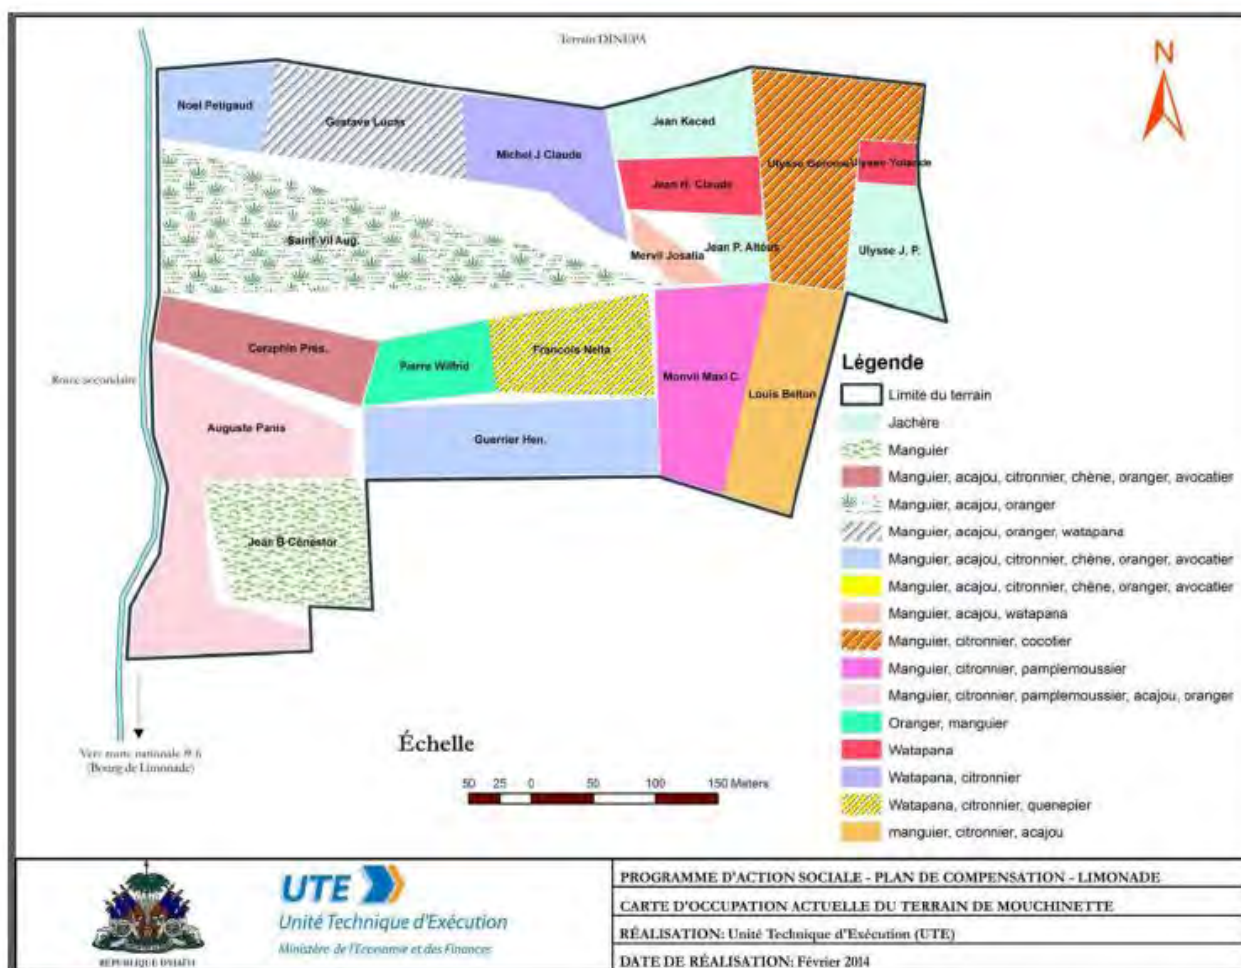 Terrain DINEPA
N
Noel Petigaud
Gostave Lucas
Michel J Claude
Jean Keced
Ulysse Gerome
Ulysse Yolande
Jean H. Claude
Saint-Vil Aug.
Mervil Josalia
Jean P. Altous
Ulysse J. P.
Ceraphin Pres.
Pierre Wilfrid
Francois Nelta
Monvil Maxi C.
Louis Belton
Route secondaire
Auguste Panis
Guerrier Hen.
Jean B Cenestor
Légende
Limite du terrain
Jachère
Manguier
Manguier, acajou, citronnier, chène, oranger, avocatier
Manguier, acajou, oranger
Manguier, acajou, oranger, watapana
Manguier, acajou, citronnier, chène, oranger, avocatier
Manguier, acajou, citronnier, chène, oranger, avocatier
Manguier, acajou, watapana
Manguier, citronnier, cocotier
Manguier, citronnier, pamplemoussier
Manguier, citronnier, pamplemoussier, acajou, oranger
Oranger, manguier
Watapana
Watapana, citronnier
Watapana, citronnier, quenepier
manguier, citronnier, acajou
Vers route nationale # 6
(Bourg de Limonade)
Échelle
50 25 0 50 100 150 Meters
RÉPUBLIQUE D'HAÏTI
UTE
Unité Technique d'Exécution
Ministère de l'Economie et des Finances
PROGRAMME D'ACTION SOCIALE - PLAN DE COMPENSATION - LIMONADE
CARTE D'OCCUPATION ACTUELLE DU TERRAIN DE MOUCHINETTE
RÉALISATION: Unité Technique d'Exécution (UTE)
DATE DE RÉALISATION: Février 2014